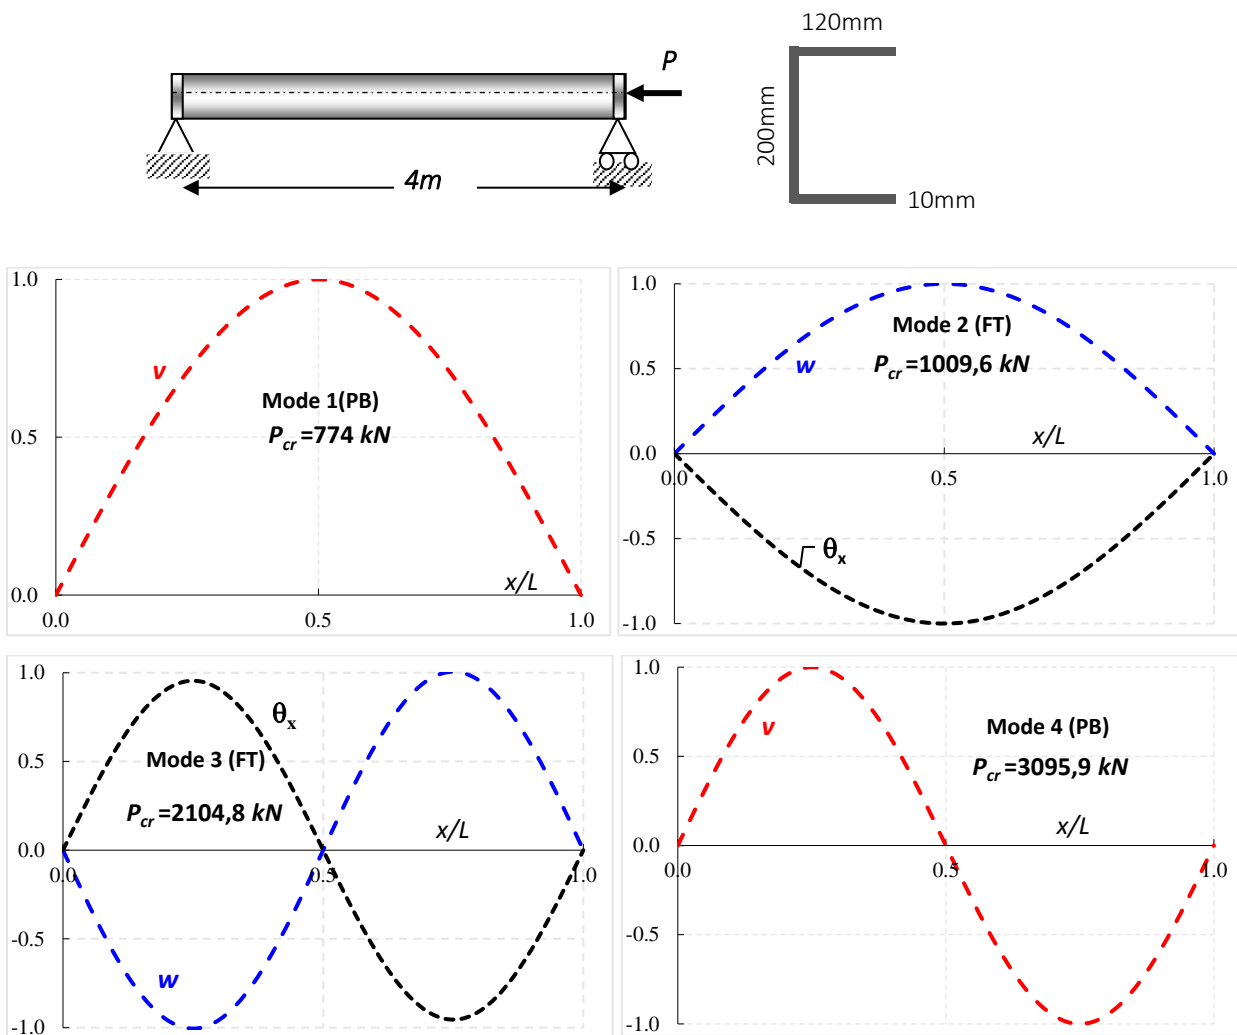 120mm
P
200mm
4m
10mm
1.0
v
Mode 1(PB)
P_cr=774 kN
0.5
x/L
0.0
0.0
0.5
1.0
1.0
Mode 2 (FT)
w
P_cr=1009,6 kN
0.5
x/L
0.0
0.0
0.5
1.0
-0.5
θx
-1.0
1.0
θx
Mode 3 (FT)
0.5
P_cr=2104,8 kN
x/L
0.0
0.0
0.5
1.0
-0.5
w
-1.0
1.0
v
Mode 4 (PB)
P_cr=3095,9 kN
0.5
x/L
0.0
0.0
0.5
1.0
-0.5
-1.0